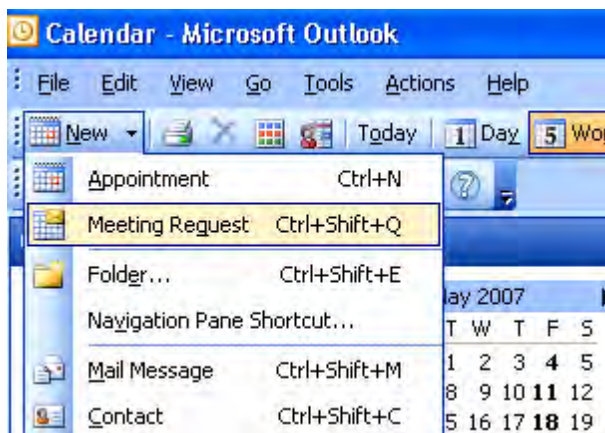 Calendar - Microsoft Outlook
File Edit View Go Tools Actions Help
New Today 1 Day 5
Appointment Ctrl+N
Meeting Request Ctrl+Shift+Q
Folder... Ctrl+Shift+E
2007
Navigation Pane Shortcut...
T W T F S
Mail Message Ctrl+Shift+M
1 2 3 4 5
8 9 10 11 12
Contact Ctrl+Shift+C
5 16 17 18 19